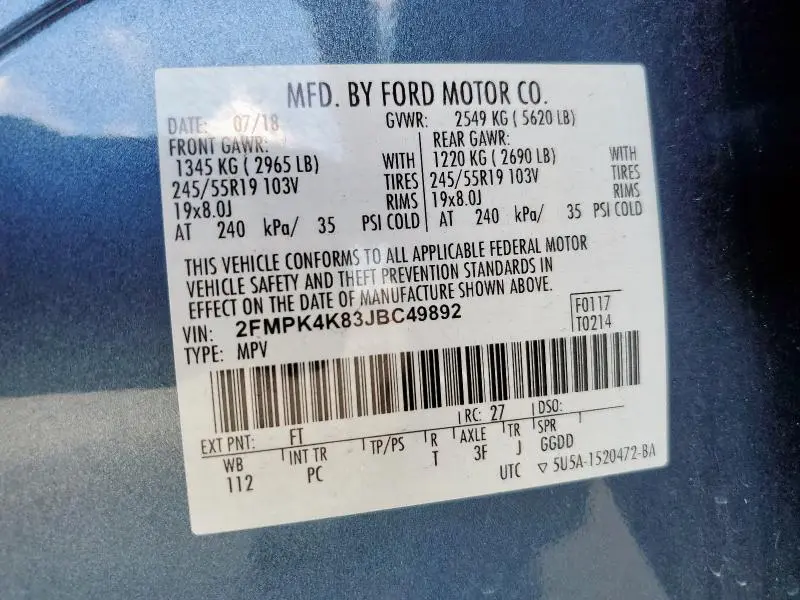 MFD. BY FORD MOTOR CO.
DATE: 07/18 GVWR: 2549 KG ( 5620 LB)
FRONT GAWR: REAR GAWR:
1345 KG ( 2965 LB) WITH 1220 KG ( 2690 LB) WITH
245/55R19 103V TIRES 245/55R19 103V TIRES
19x8.0J RIMS 19x8.0J RIMS
AT 240 kPa/ 35 PSI COLD AT 240 kPa/ 35 PSI COLD
THIS VEHICLE CONFORMS TO ALL APPLICABLE FEDERAL MOTOR
VEHICLE SAFETY AND THEFT PREVENTION STANDARDS IN
EFFECT ON THE DATE OF MANUFACTURE SHOWN ABOVE.
VIN: 2FMPK4K83JBC49892 F0117
TYPE: MPV T0214
EXT PNT: FT RC: 27 DSO:
WB INT TR TP/PS R AXLE TR SPR
112 PC T 3F J GGDD
UTC ▽ 5U5A-1520472-BA